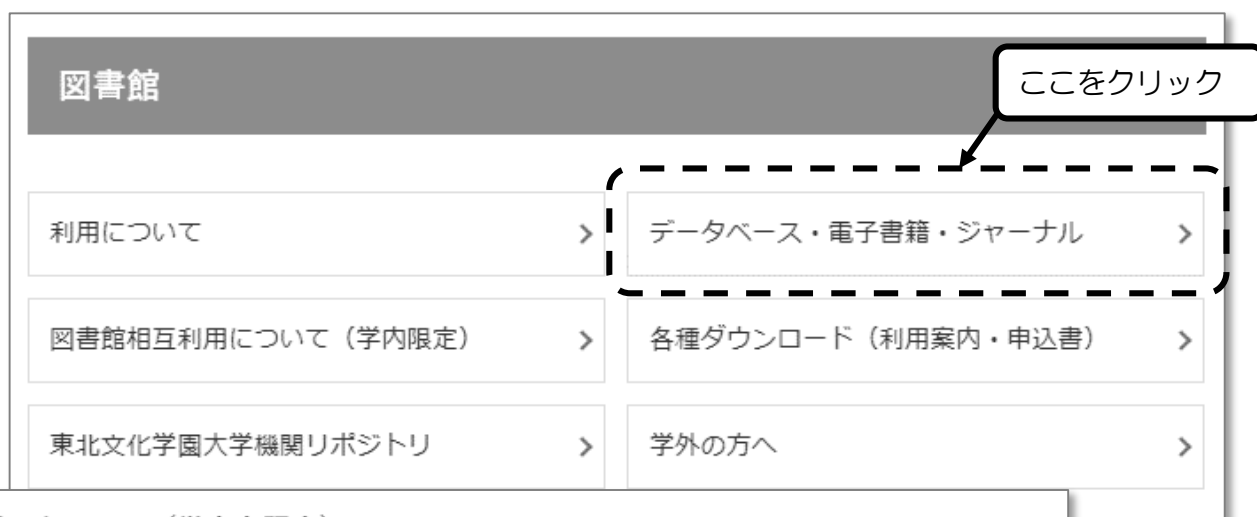 図書館
ここをクリック
利用について
データベース・電子書籍・ジャーナル
図書館相互利用について（学内限定）
各種ダウンロード（利用案内・申込書）
東北文化学園大学機関リポジトリ
学外の方へ